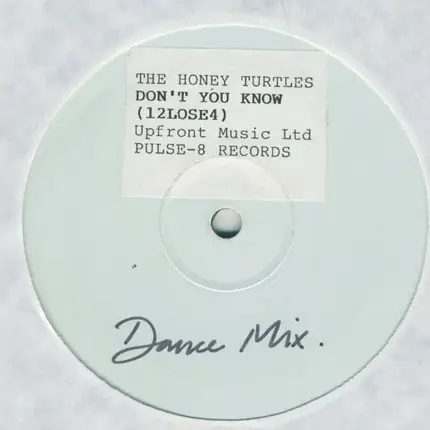 THE HONEY TURTLES
DON'T YOU KNOW
(12LOSE4)
Upfront Music Ltd
PULSE-8 RECORDS
Dance Mix.